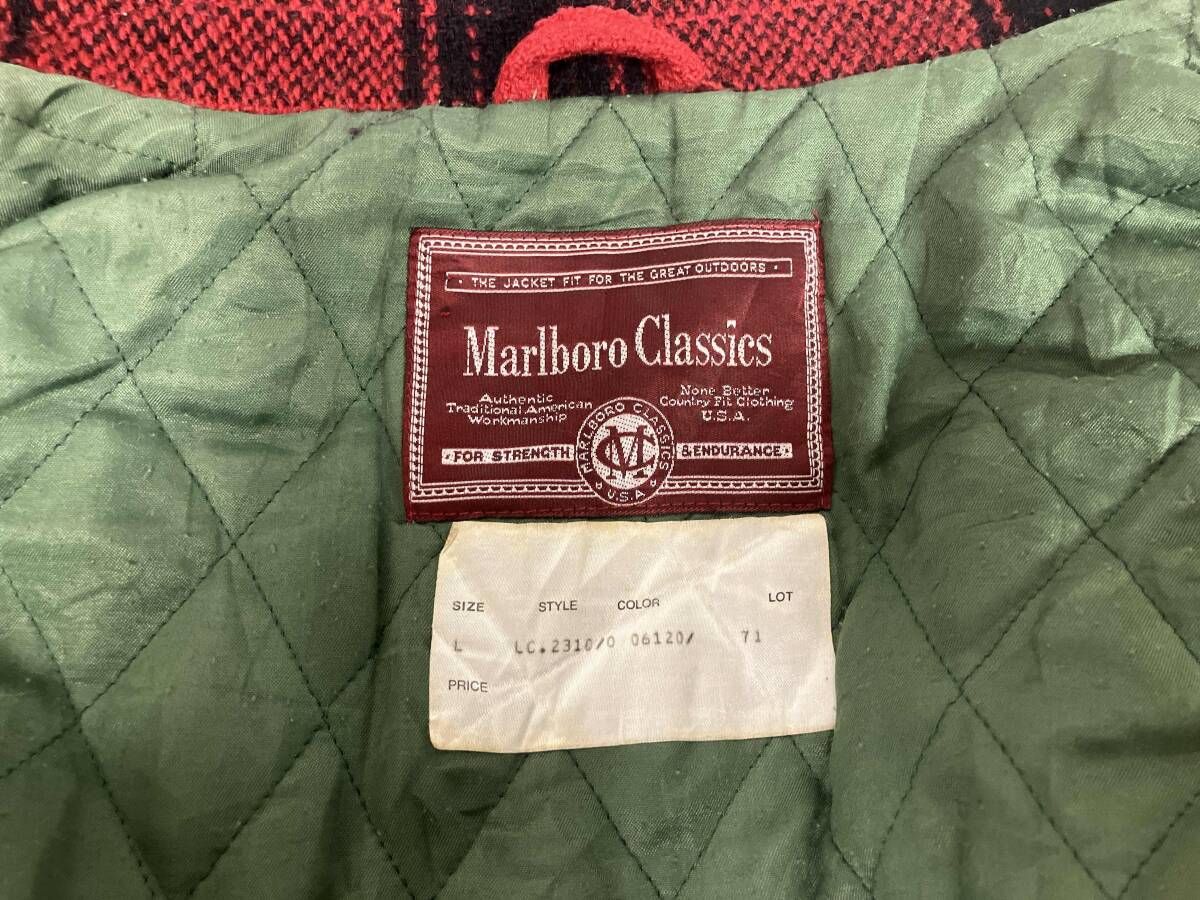 • THE JACKET FIT FOR THE GREAT OUTDOORS •
Marlboro Classics
Authentic
Traditional American
Workmanship
None Better
Country Fit Clothing
U.S.A.
• FOR STRENGTH & ENDURANCE •
MARLBORO CLASSICS
MC
U.S.A
SIZE STYLE COLOR LOT
L LC.2310/0 06120/ 71
PRICE